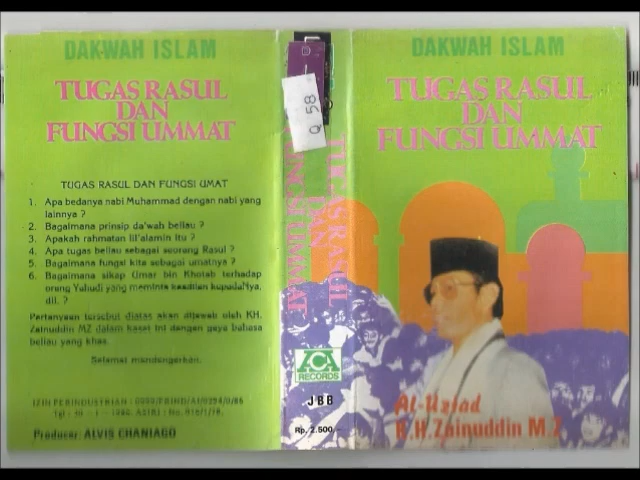 DAKWAH ISLAM
TUGAS RASUL
DAN
FUNGSI UMMAT
TUGAS RASUL DAN FUNGSI UMAT
1. Apa bedanya nabi Muhammad dengan nabi yang
lainnya ?
2. Bagaimana prinsip da'wah beliau ?
3. Apakah rahmatan lil'alamin itu ?
4. Apa tugas beliau sebagai seorang Rasul ?
5. Bagaimana fungsi kita sebagai umatnya ?
6. Bagaimana sikap Umar bin Khotab terhadap
orang Yahudi yang meminta keadilan kepadaNya,
dll. ?
Pertanyaan tersebut diatas akan dijawab oleh KH.
Zainuddin MZ dalam kaset ini dengan gaya bahasa
beliau yang khas.
Selamat mendengarkan.
IZIN PERINDUSTRIAN :
Producer: ALVIS CHANIAGO
Q 58
TUGAS RASUL
DAN
FUNGSI UMMAT
ACA
RECORDS
JBB
Rp. 2.500
DAKWAH ISLAM
TUGAS RASUL
DAN
FUNGSI UMMAT
Al-Ustad
K.H. Zainuddin M.Z